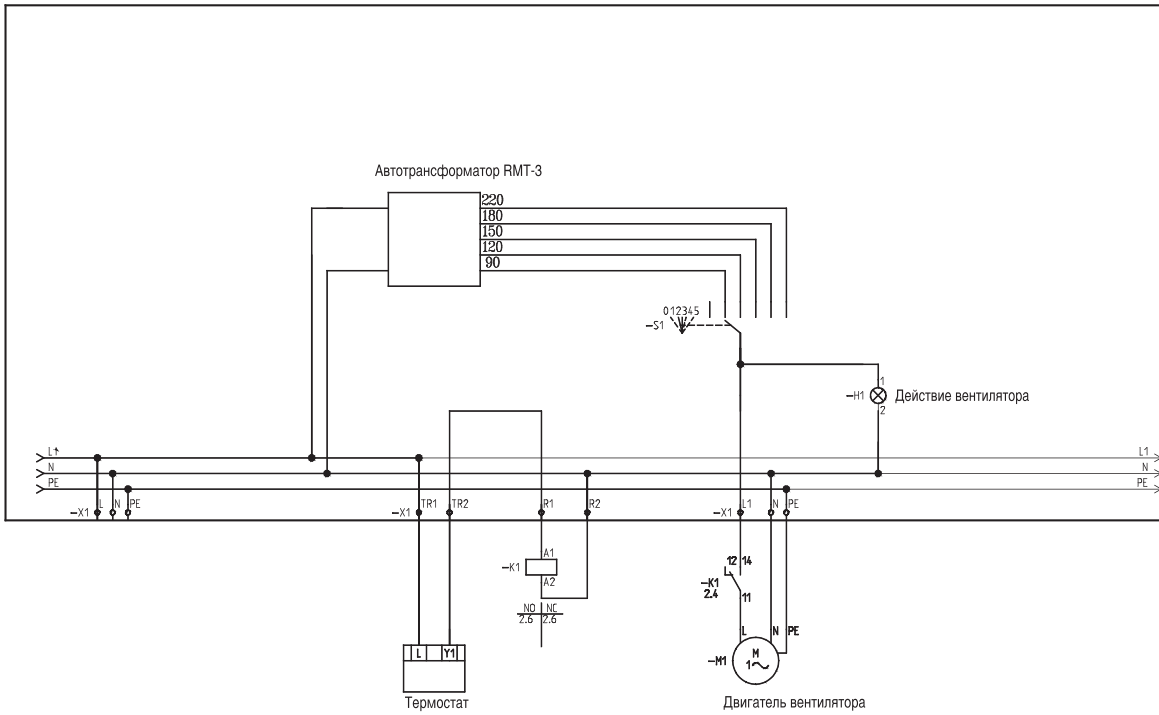 Автотрансформатор RMT-3
220
180
150
120
90
012345
-S1
1
-H1 Действие вентилятора
2
L1 L1
N N
PE PE
-X1 L N PE -X1 TR1 TR2 R1 R2 -X1 L1 N PE
A1
-K1
A2
12 14
-K1
2.4
11
NO NC
2.6 2.6
L N PE
L Y1
-M1 M
1~
Термостат
Двигатель вентилятора